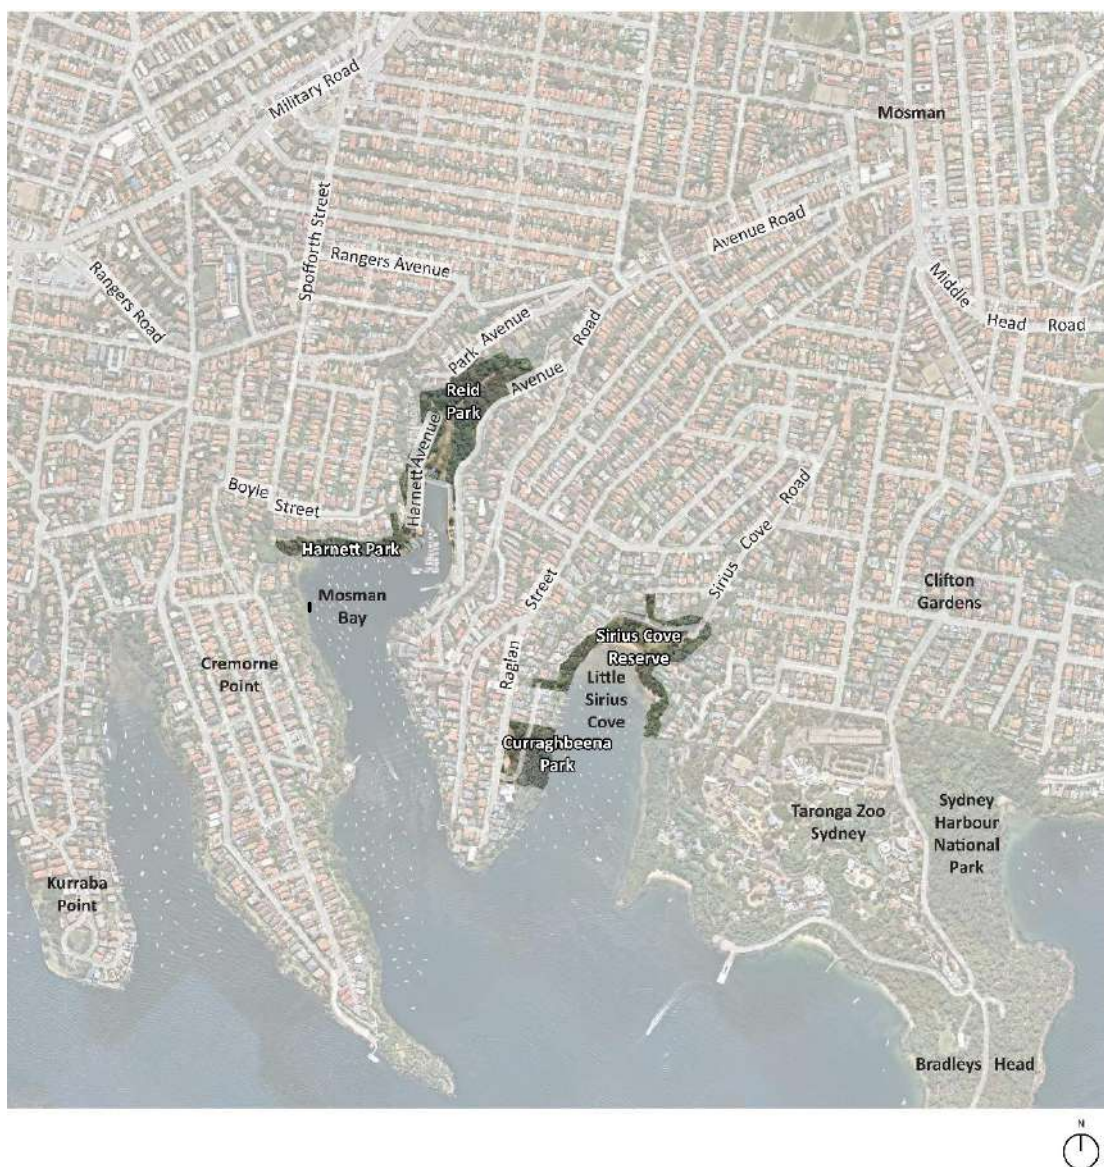 Military Road
Mosman
Spofforth Street
Avenue Road
Rangers Avenue
Rangers Road
Middle
Head Road
Park Avenue
Avenue Road
Reid
Park
Harnett Avenue
Boyle Street
Sirius Cove Road
Harnett Park
Mosman
Bay
Raglan Street
Clifton
Gardens
Sirius Cove
Reserve
Cremorne
Point
Little
Sirius
Cove
Curraghbeena
Park
Taronga Zoo
Sydney
Sydney
Harbour
National
Park
Kurraba
Point
Bradleys Head
N